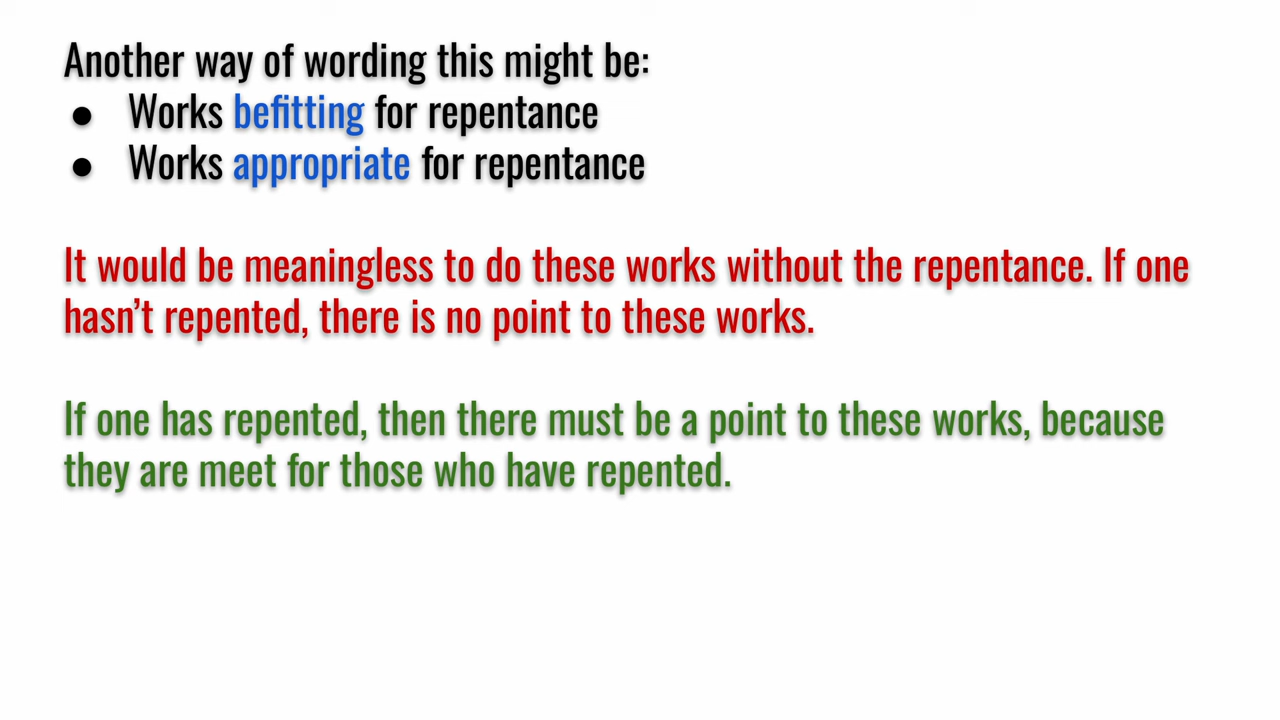 Another way of wording this might be:
● Works befitting for repentance
● Works appropriate for repentance
It would be meaningless to do these works without the repentance. If one
hasn’t repented, there is no point to these works.
If one has repented, then there must be a point to these works, because
they are meet for those who have repented.